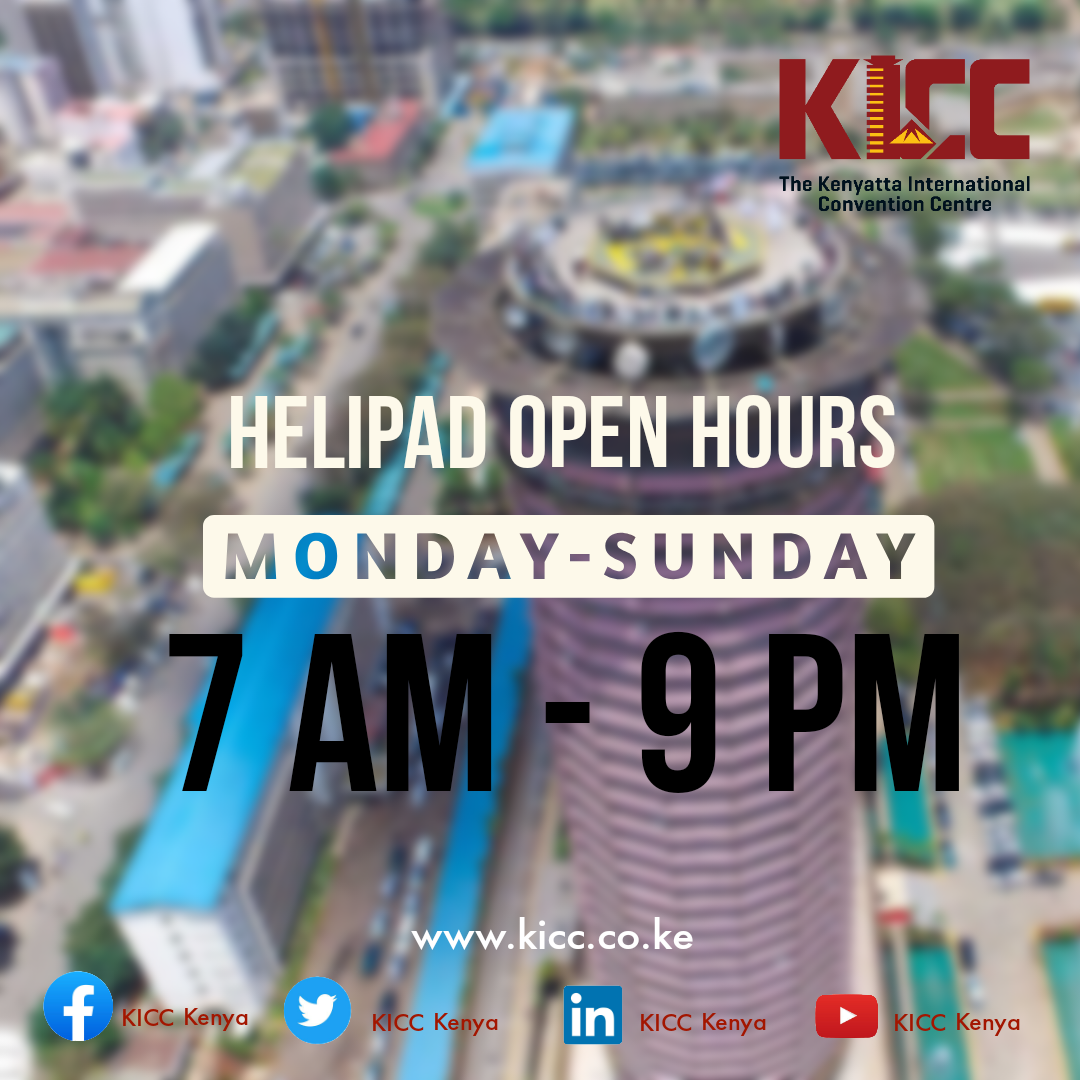 KICC
The Kenyatta International
Convention Centre
HELIPAD OPEN HOURS
MONDAY-SUNDAY
7 AM - 9 PM
www.kicc.co.ke
KICC Kenya
KICC Kenya
KICC Kenya
KICC Kenya